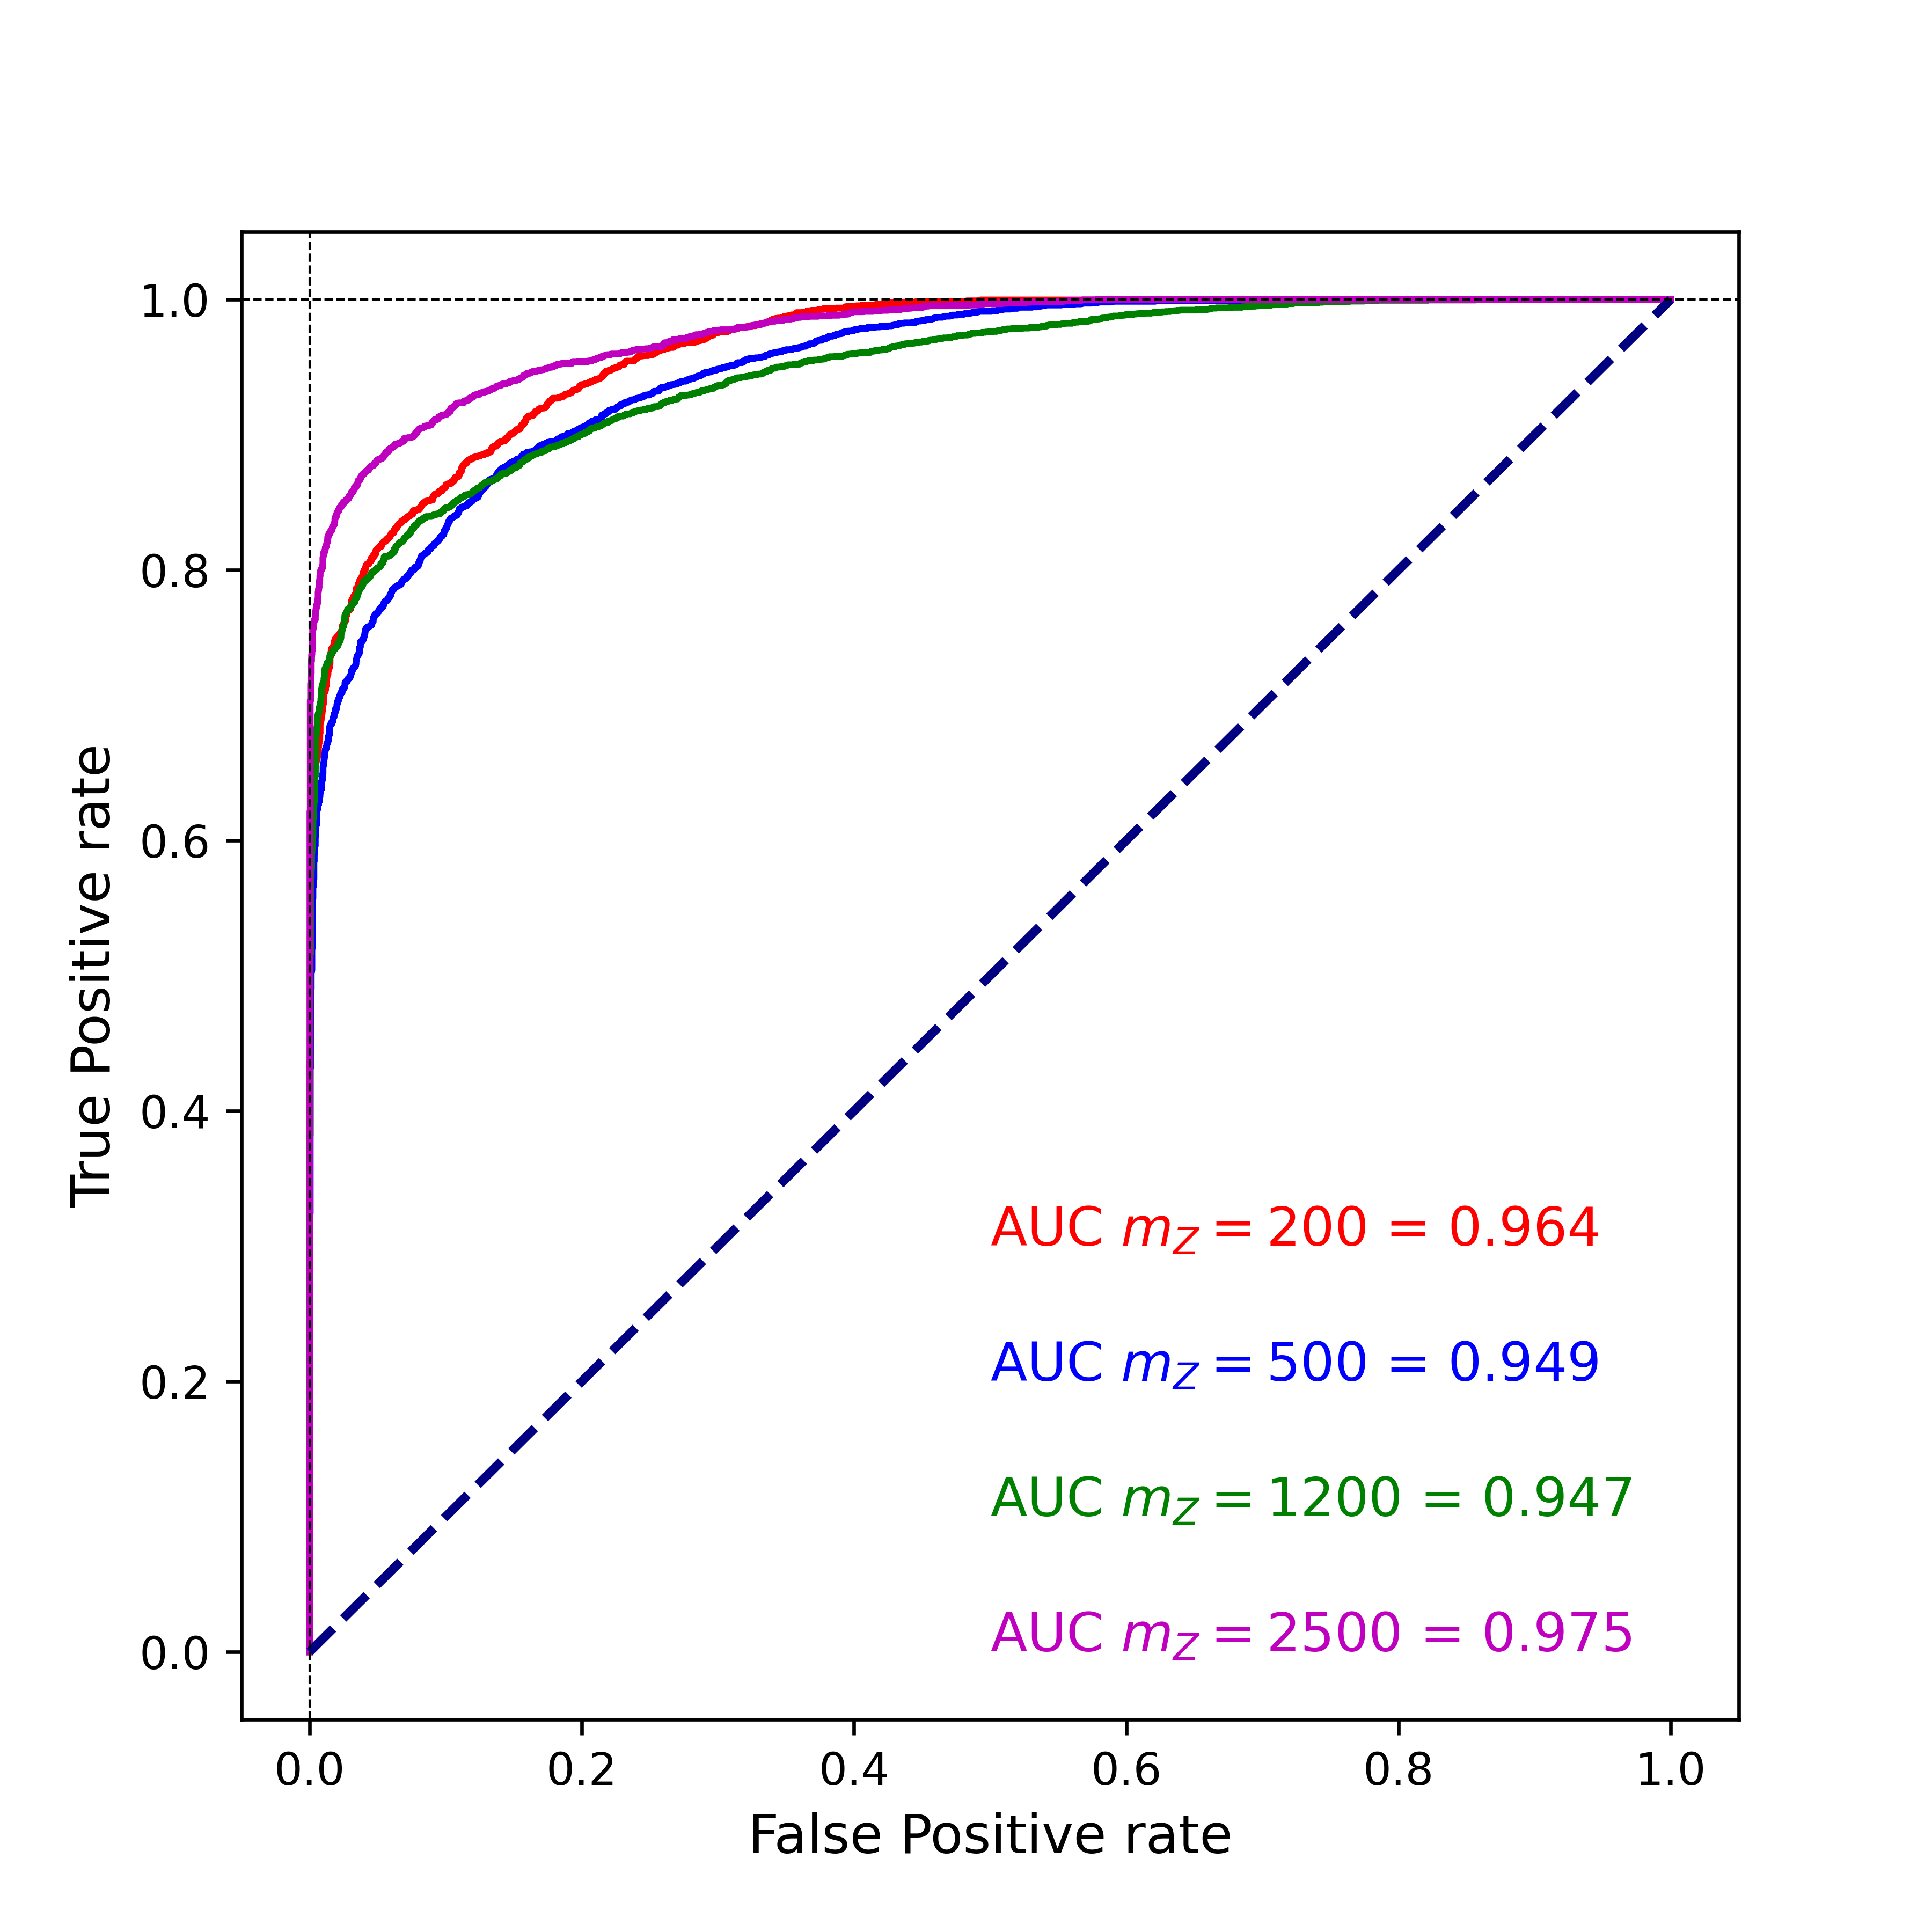 1.0
0.8
0.6
0.4
0.2
0.0
True Positive rate
AUC m_Z = 200 = 0.964
AUC m_Z = 500 = 0.949
AUC m_Z = 1200 = 0.947
AUC m_Z = 2500 = 0.975
0.0 0.2 0.4 0.6 0.8 1.0
False Positive rate